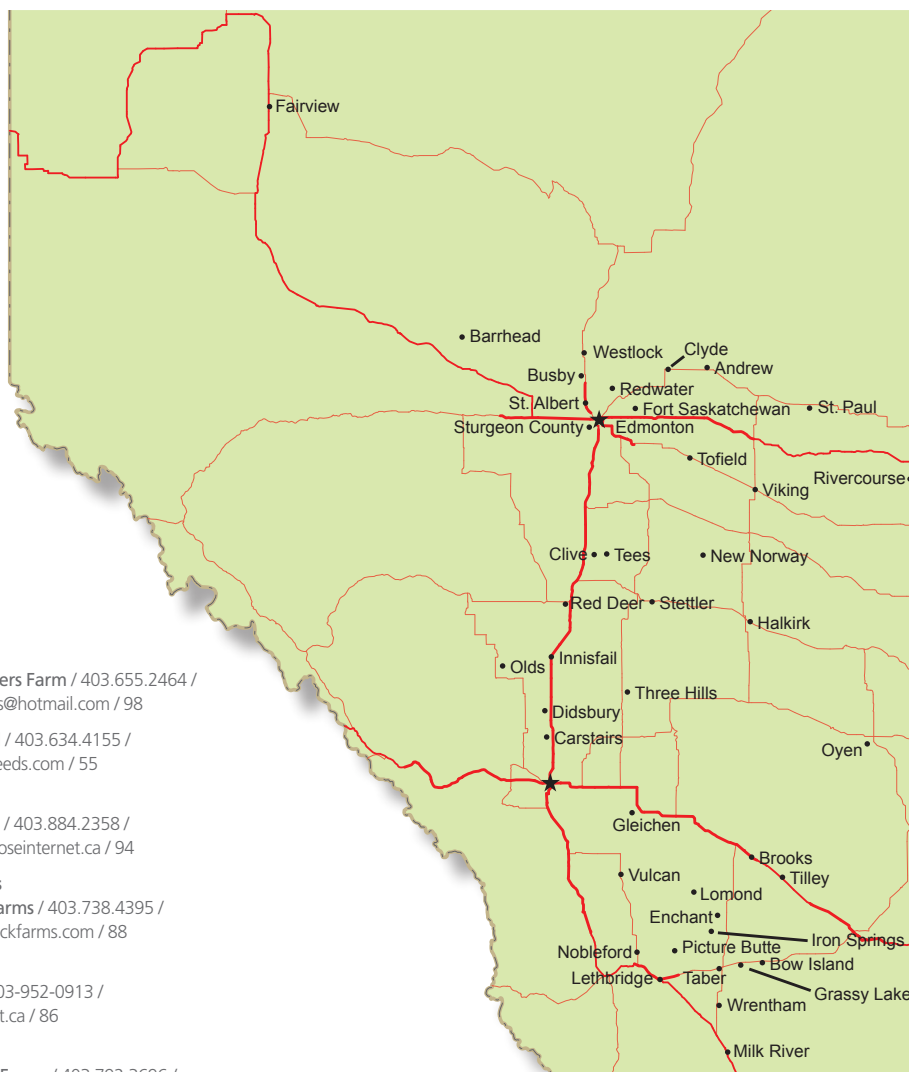 Fairview
Barrhead
Westlock
Clyde
Andrew
Busby
Redwater
St. Albert
Fort Saskatchewan
St. Paul
Sturgeon County
Edmonton
Tofield
Rivercourse
Viking
Clive
Tees
New Norway
Red Deer
Stettler
Halkirk
Innisfail
Olds
Three Hills
Didsbury
Carstairs
Oyen
Gleichen
Brooks
Tilley
Vulcan
Lomond
Enchant
Iron Springs
Nobleford
Picture Butte
Bow Island
Lethbridge
Taber
Grassy Lake
Wrentham
Milk River
ers Farm / 403.655.2464 /
s@hotmail.com / 98
/ 403.634.4155 /
eeds.com / 55
/ 403.884.2358 /
oseinternet.ca / 94
s
arms / 403.738.4395 /
ckfarms.com / 88
03-952-0913 /
t.ca / 86